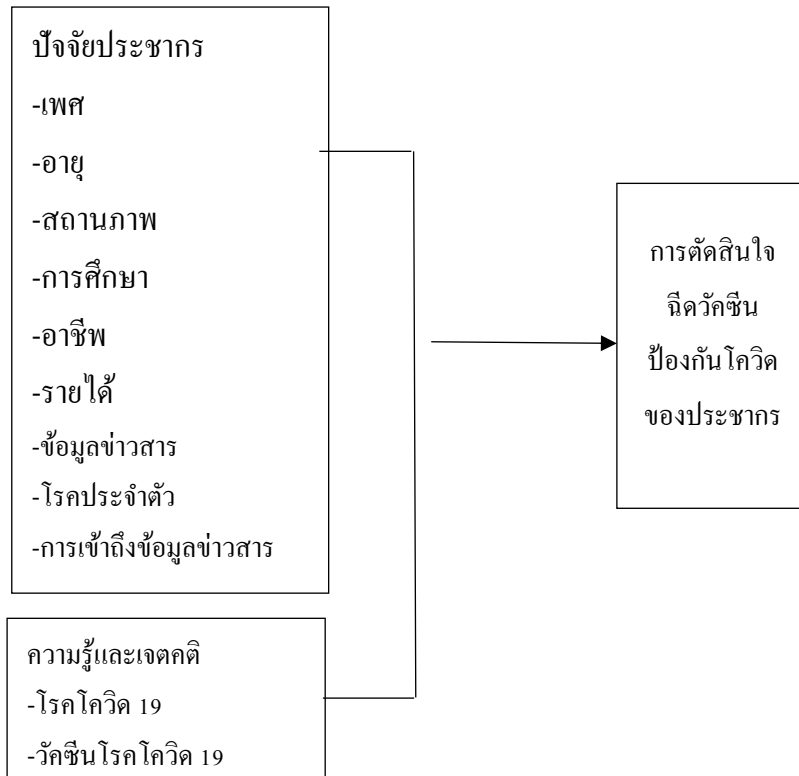 ปัจจัยประชากร
-เพศ
-อายุ
-สถานภาพ
-การศึกษา
-อาชีพ
-รายได้
-ข้อมูลข่าวสาร
-โรคประจำตัว
-การเข้าถึงข้อมูลข่าวสาร
ความรู้และเจตคติ
-โรคโควิด 19
-วัคซีนโรคโควิด 19
การตัดสินใจ
ฉีดวัคซีน
ป้องกันโควิด
ของประชากร